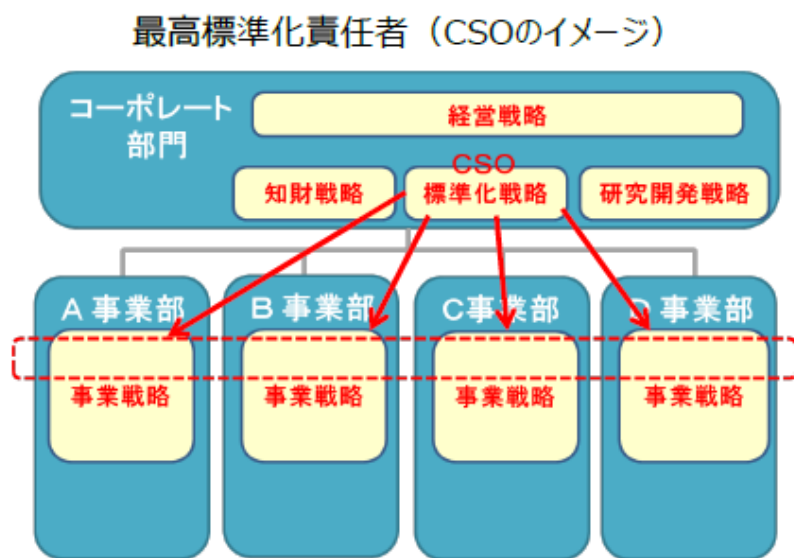 最高標準化責任者（CSOのイメージ）
コーポレート
部門
経営戦略
CSO
知財戦略
標準化戦略
研究開発戦略
A 事業部
B 事業部
C事業部
D 事業部
事業戦略
事業戦略
事業戦略
事業戦略